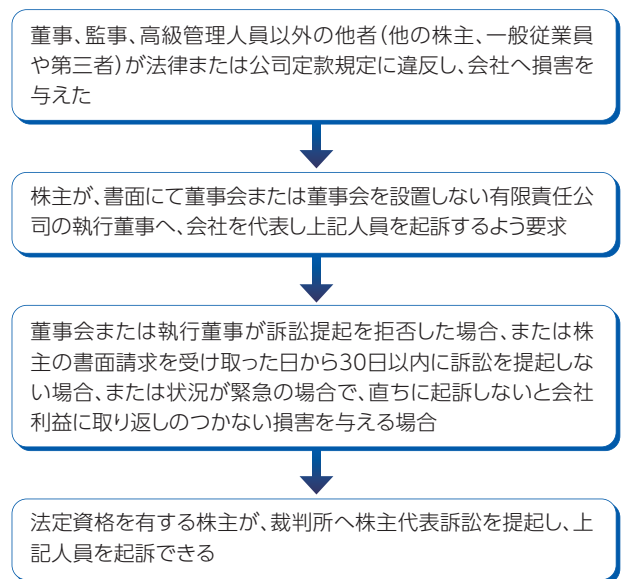 董事、監事、高級管理人員以外の他者(他の株主、一般従業員
や第三者)が法律または公司定款規定に違反し、会社へ損害を
与えた
株主が、書面にて董事会または董事会を設置しない有限責任公
司の執行董事へ、会社を代表し上記人員を起訴するよう要求
董事会または執行董事が訴訟提起を拒否した場合、または株
主の書面請求を受け取った日から30日以内に訴訟を提起しな
い場合、または状況が緊急の場合で、直ちに起訴しないと会社
利益に取り返しのつかない損害を与える場合
法定資格を有する株主が、裁判所へ株主代表訴訟を提起し、上
記人員を起訴できる